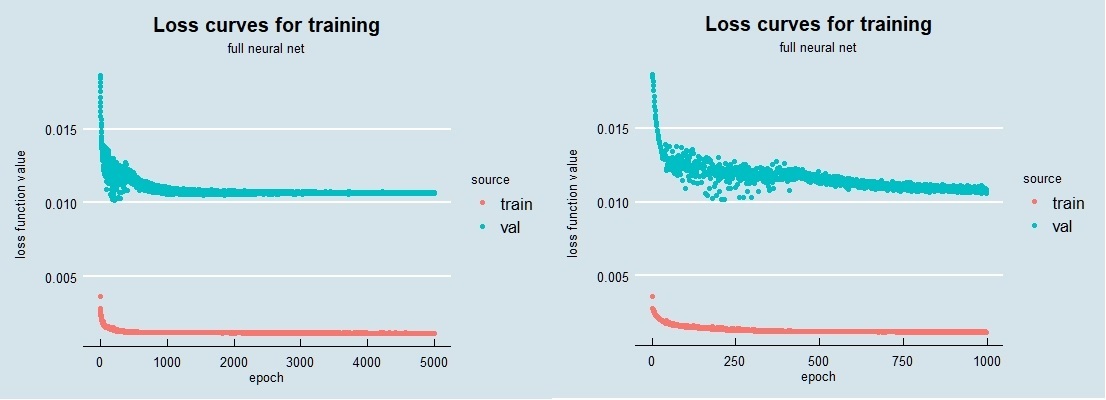 Loss curves for training
full neural net
loss function value
0.015
0.010
0.005
0
1000
2000
3000
4000
5000
epoch
source
train
val
Loss curves for training
full neural net
loss function value
0.015
0.010
0.005
0
250
500
750
1000
epoch
source
train
val